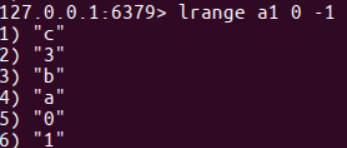 127.0.0.1:6379> lrange a1 0 -1
1) "c"
2) "3"
3) "b"
4) "a"
5) "0"
6) "1"